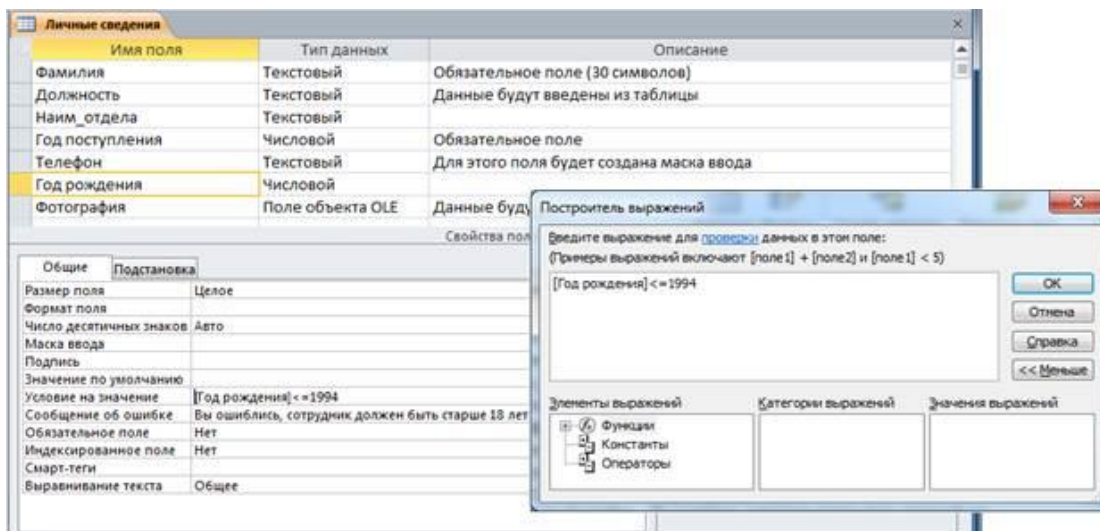 Личные сведения
Имя поля Тип данных Описание
Фамилия Текстовый Обязательное поле (30 символов)
Должность Текстовый Данные будут введены из таблицы
Наим_отдела Текстовый
Год поступления Числовой Обязательное поле
Телефон Текстовый Для этого поля будет создана маска ввода
Год рождения Числовой
Фотография Поле объекта OLE Данные буду
Свойства пол
Общие Подстановка
Размер поля Целое
Формат поля
Число десятичных знаков Авто
Маска ввода
Подпись
Значение по умолчанию
Условие на значение [Год рождения]<=1994
Сообщение об ошибке Вы ошиблись, сотрудник должен быть старше 18 лет
Обязательное поле Нет
Индексированное поле Нет
Смарт-теги
Выравнивание текста Общее
Построитель выражений
Введите выражение для проверки данных в этом поле:
(Примеры выражений включают [поле1] + [поле2] и [поле1] < 5)
[Год рождения]<=1994
OK
Отмена
Справка
<< Меньше
Элементы выражений Категории выражений Значения выражений
Функции
Константы
Операторы